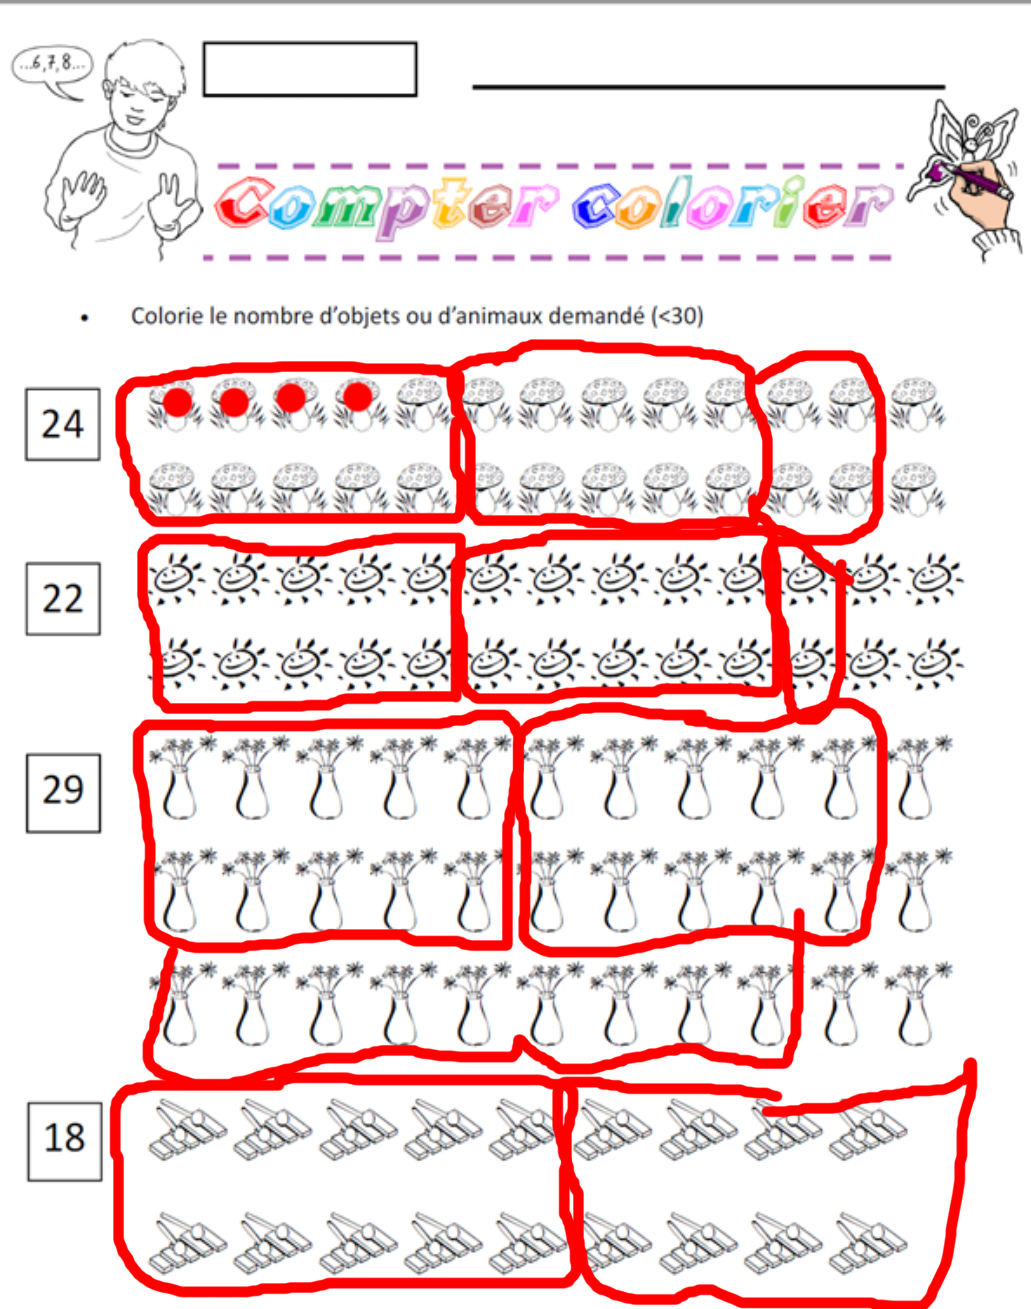 ...6,7,8...
Compter colorier
• Colorie le nombre d'objets ou d'animaux demandé (<30)
24
22
29
18